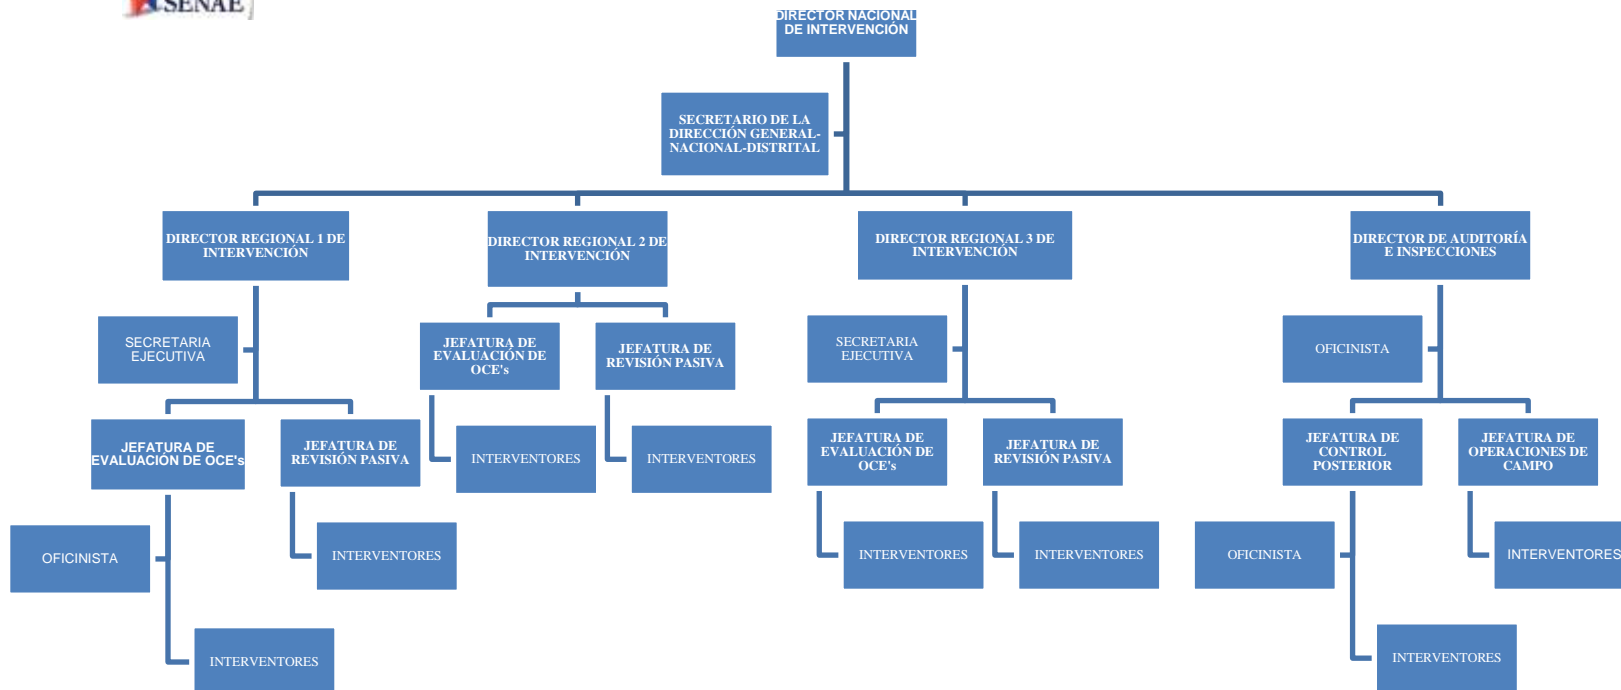 SENAE
DIRECTOR NACIONAL
DE INTERVENCIÓN
SECRETARIO DE LA
DIRECCIÓN GENERAL-
NACIONAL-DISTRITAL
DIRECTOR REGIONAL 1 DE
INTERVENCIÓN
DIRECTOR REGIONAL 2 DE
INTERVENCIÓN
DIRECTOR REGIONAL 3 DE
INTERVENCIÓN
DIRECTOR DE AUDITORÍA
E INSPECCIONES
SECRETARIA
EJECUTIVA
JEFATURA DE
EVALUACIÓN DE
OCE's
JEFATURA DE
REVISIÓN PASIVA
SECRETARIA
EJECUTIVA
OFICINISTA
JEFATURA DE
EVALUACIÓN DE OCE's
JEFATURA DE
REVISIÓN PASIVA
INTERVENTORES
INTERVENTORES
JEFATURA DE
EVALUACIÓN DE
OCE's
JEFATURA DE
REVISIÓN PASIVA
JEFATURA DE
CONTROL
POSTERIOR
JEFATURA DE
OPERACIONES DE
CAMPO
OFICINISTA
INTERVENTORES
INTERVENTORES
INTERVENTORES
OFICINISTA
INTERVENTORES
INTERVENTORES
INTERVENTORES